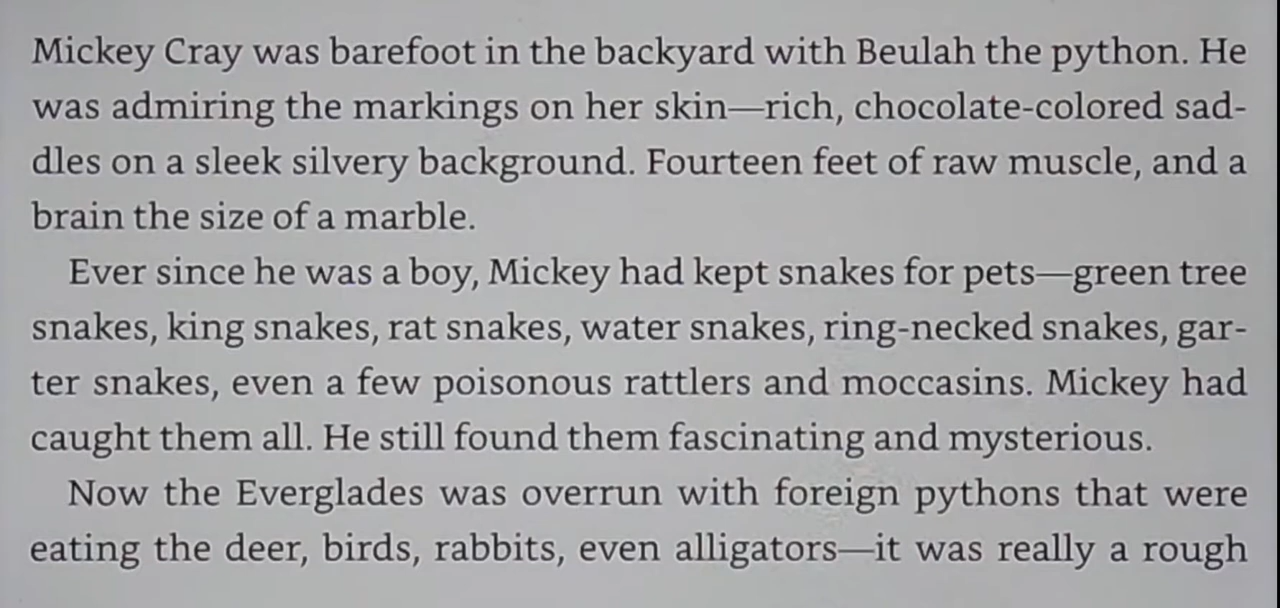 Mickey Cray was barefoot in the backyard with Beulah the python. He
was admiring the markings on her skin—rich, chocolate-colored sad-
dles on a sleek silvery background. Fourteen feet of raw muscle, and a
brain the size of a marble.
Ever since he was a boy, Mickey had kept snakes for pets—green tree
snakes, king snakes, rat snakes, water snakes, ring-necked snakes, gar-
ter snakes, even a few poisonous rattlers and moccasins. Mickey had
caught them all. He still found them fascinating and mysterious.
Now the Everglades was overrun with foreign pythons that were
eating the deer, birds, rabbits, even alligators—it was really a rough